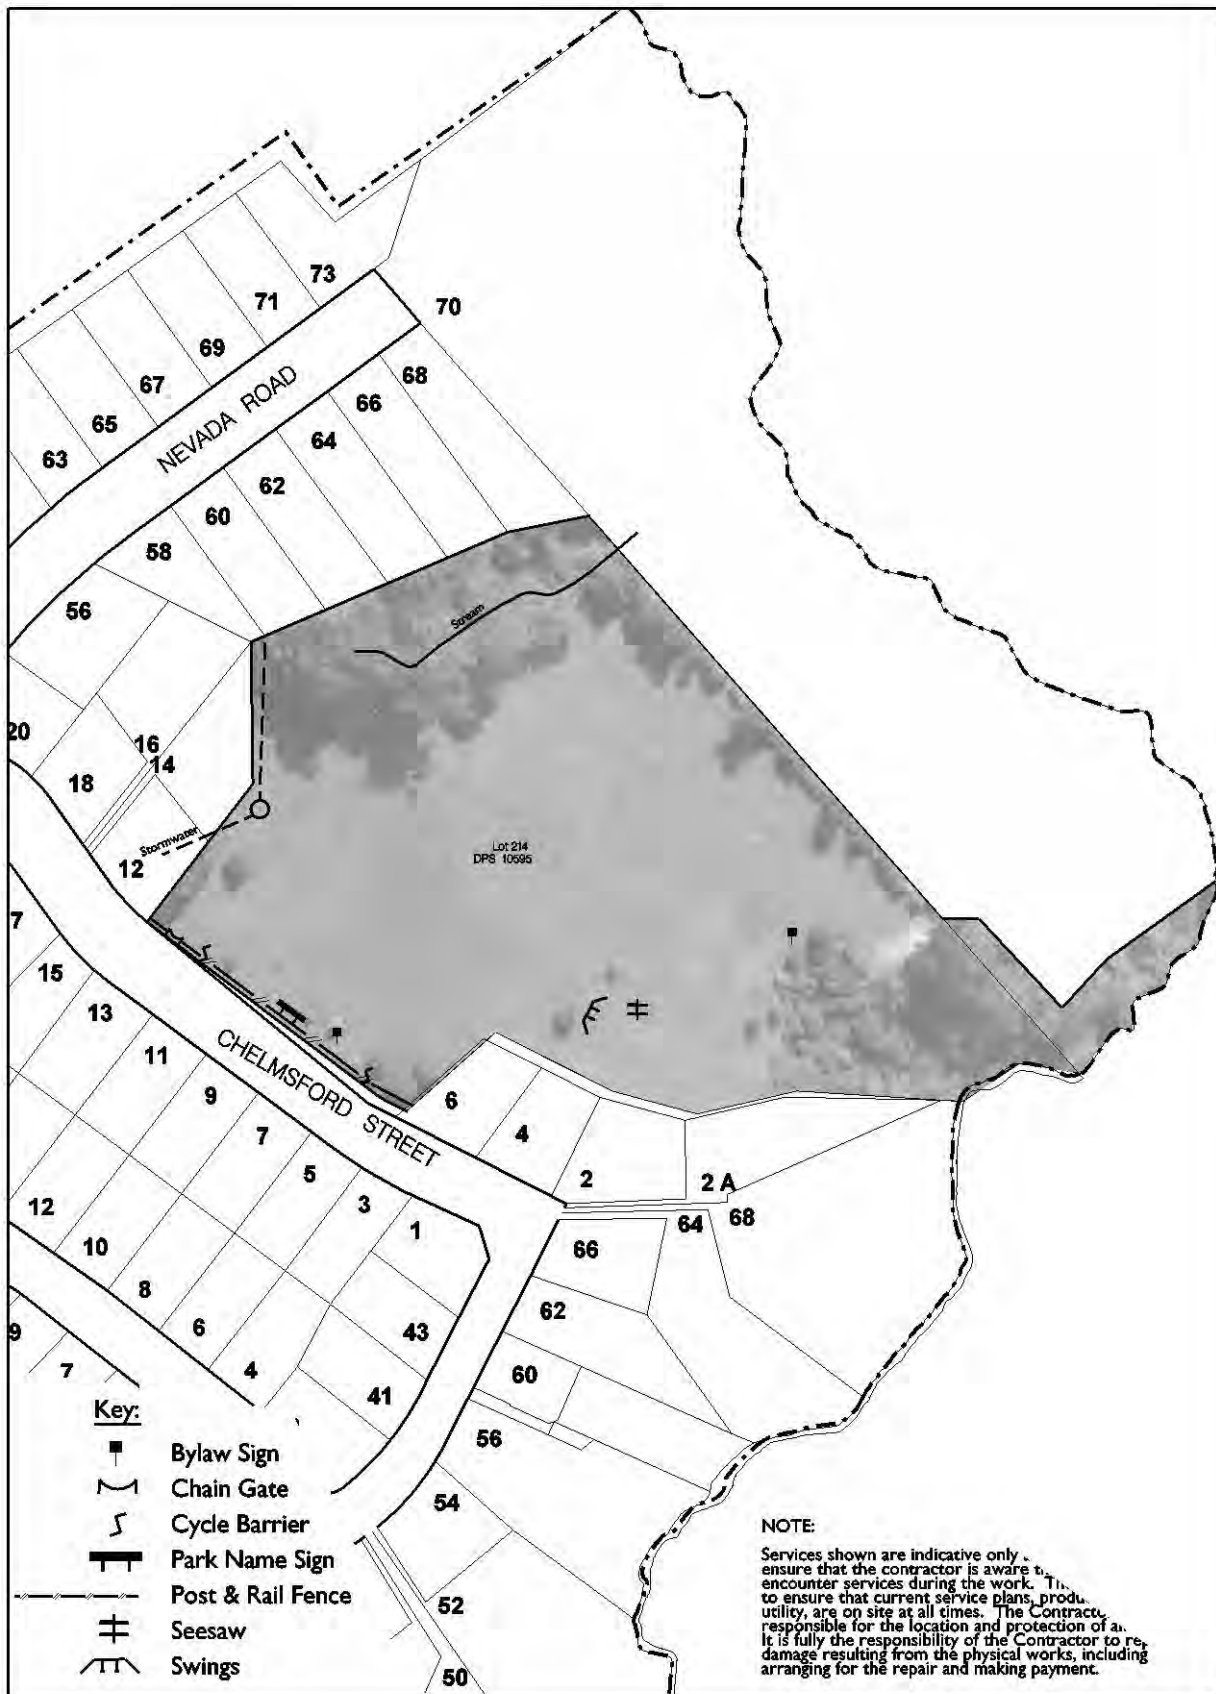 73
71
70
69
67
68
65
66
NEVADA ROAD
64
63
62
60
58
56
Stream
20
16
14
18
Stormwater
Lot 214
DPS 10595
12
7
15
13
11
CHELMSFORD STREET
9
6
7
4
5
2
2 A
3
64
68
12
1
66
10
8
62
6
43
9
7
4
60
41
56
54
52
50
Key:
Bylaw Sign
Chain Gate
Cycle Barrier
Park Name Sign
Post & Rail Fence
Seesaw
Swings
NOTE:
Services shown are indicative only
ensure that the contractor is aware
encounter services during the work.
to ensure that current service plans,
utility, are on site at all times. The
responsible for the location and protection of
It is fully the responsibility of the Contractor to
damage resulting from the physical works, including
arranging for the repair and making payment.